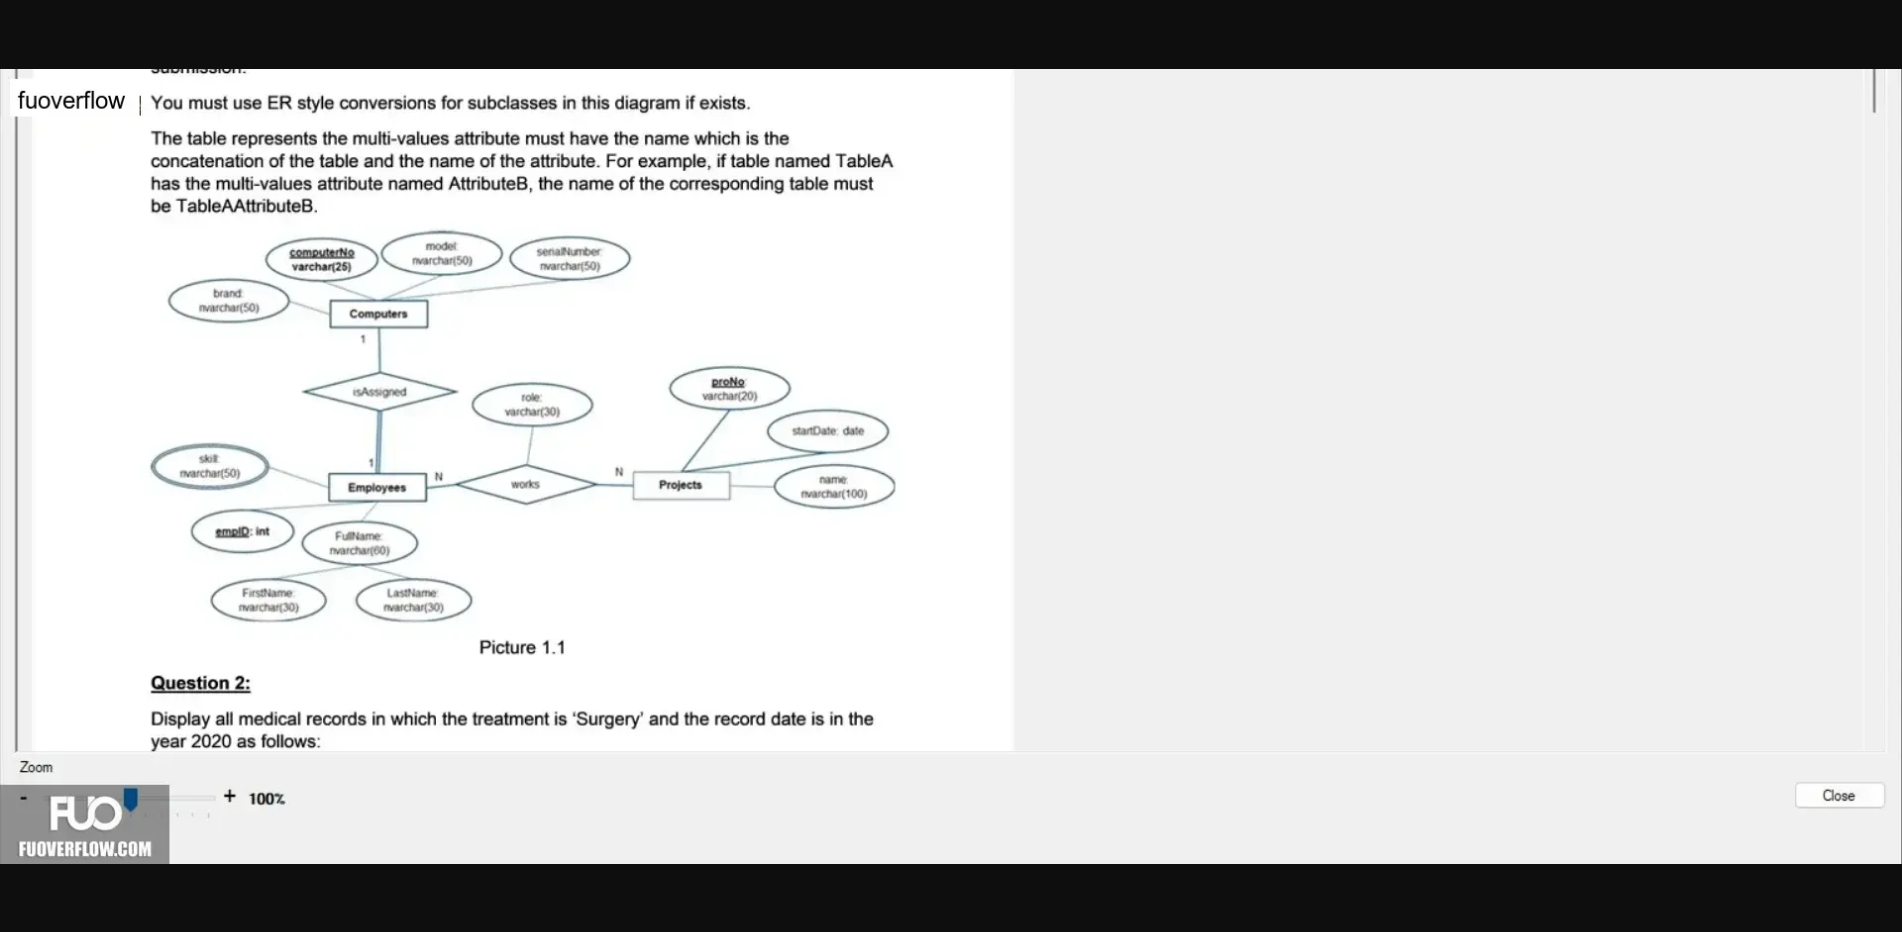 submission.
fuoverflow
You must use ER style conversions for subclasses in this diagram if exists.
The table represents the multi-values attribute must have the name which is the
concatenation of the table and the name of the attribute. For example, if table named TableA
has the multi-values attribute named AttributeB, the name of the corresponding table must
be TableAAttributeB.
computerNo
varchar(25)
model:
nvarchar(50)
serialNumber:
nvarchar(50)
brand:
nvarchar(50)
Computers
1
isAssigned
role:
varchar(30)
proNo:
varchar(20)
startDate: date
skill:
nvarchar(50)
1
Employees
N
works
N
Projects
name:
nvarchar(100)
empID: int
FullName:
nvarchar(60)
FirstName:
nvarchar(30)
LastName:
nvarchar(30)
Picture 1.1
Question 2:
Display all medical records in which the treatment is ‘Surgery’ and the record date is in the
year 2020 as follows:
Zoom
- + 100%
Close
FUO
FUOVERFLOW.COM